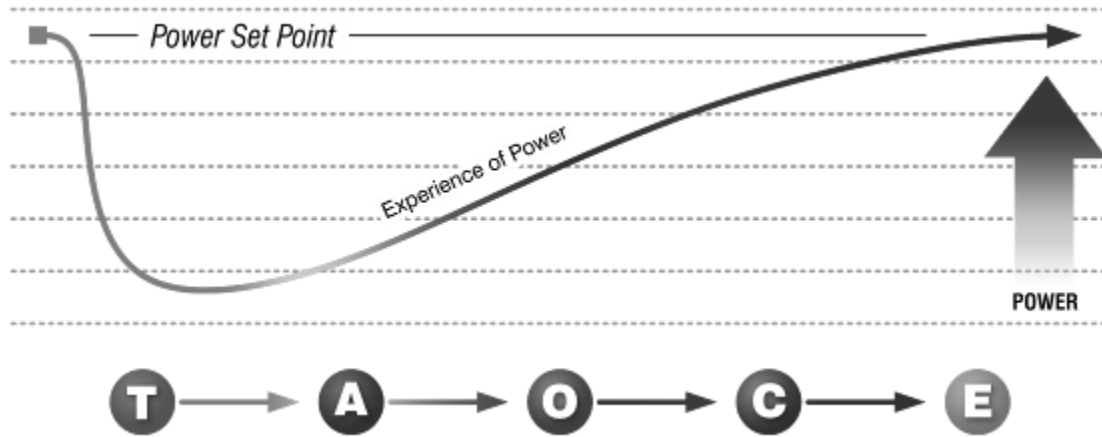 Power Set Point
Experience of Power
POWER
T A O C E